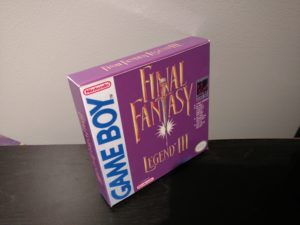 Nintendo
GAME BOY
FINAL
FANTASY
LEGEND III